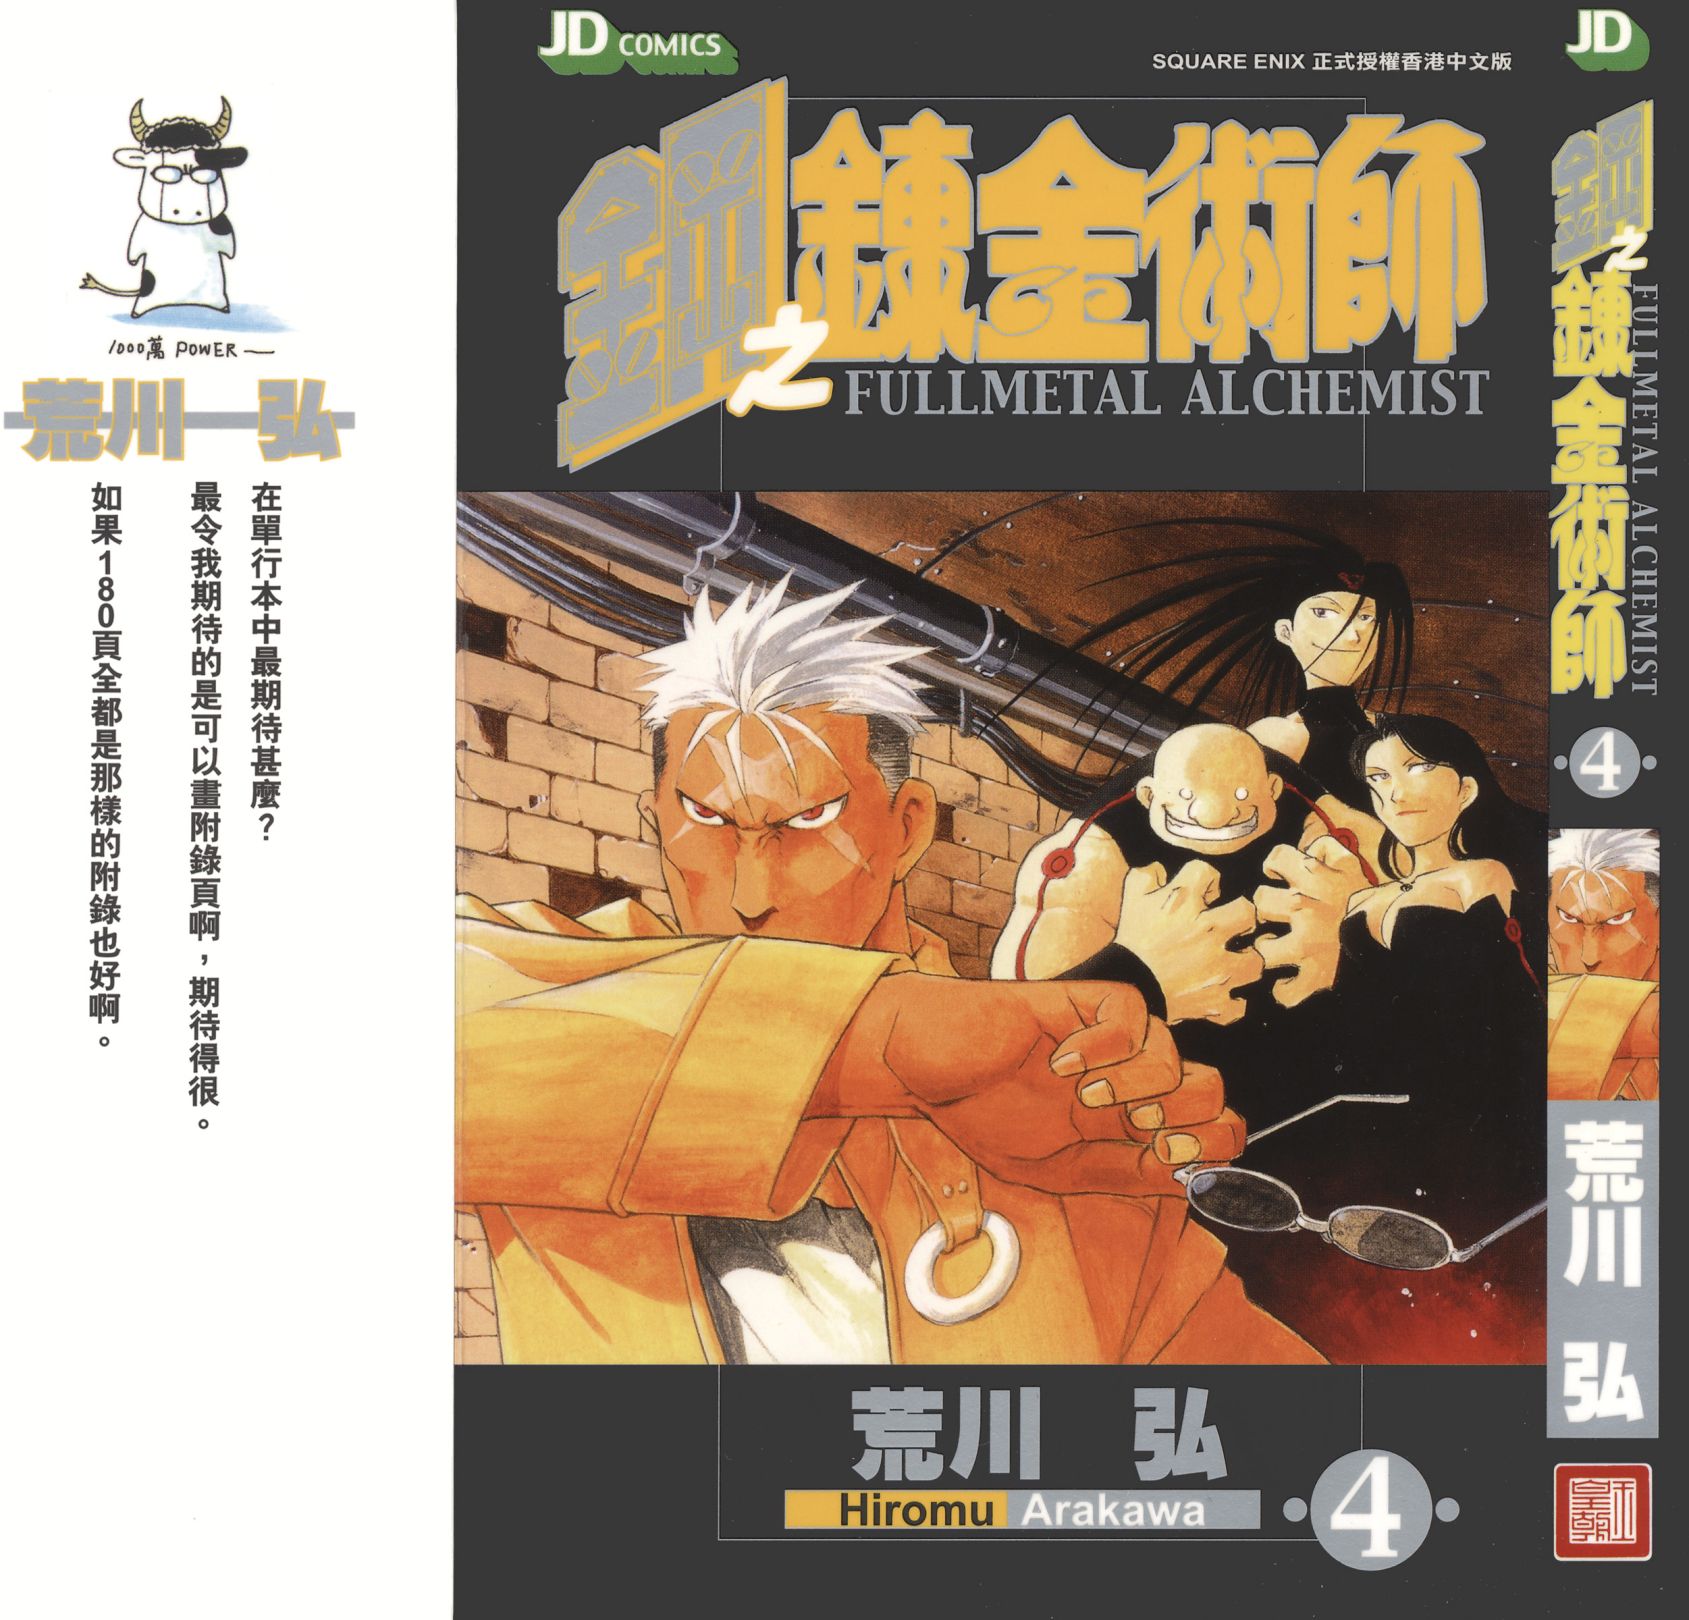 1000萬 POWER
荒川 弘
在單行本中最期待甚麼？
最令我期待的是可以畫附錄頁啊，期待得很。
如果180頁全都是那樣的附錄也好啊。
JD COMICS
SQUARE ENIX 正式授權香港中文版
鋼之鍊金術師
FULLMETAL ALCHEMIST
荒川 弘
Hiromu Arakawa
4
JD
鋼之鍊金術師
FULLMETAL ALCHEMIST
4
荒川 弘
玉皇朝